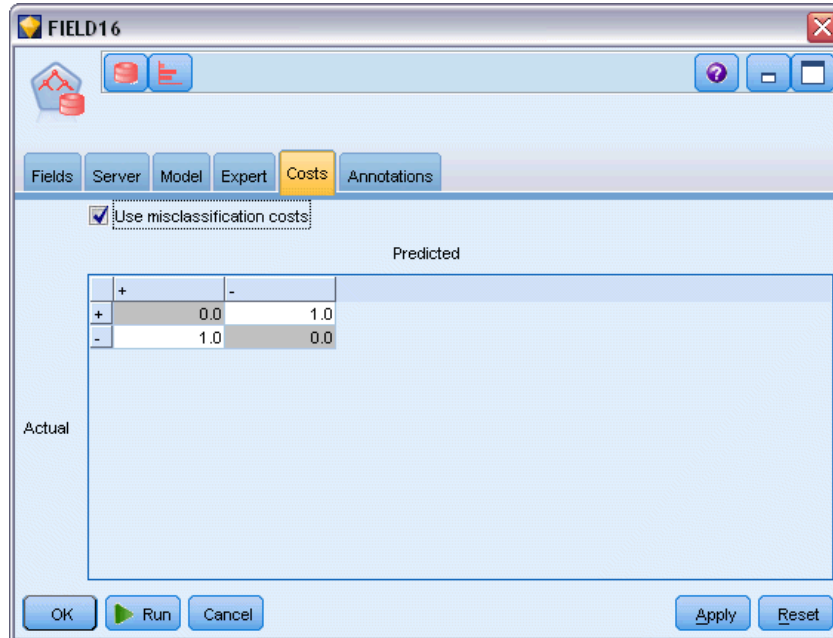 FIELD16
Fields Server Model Expert Costs Annotations
Use misclassification costs
Predicted
+ -
+ 0.0 1.0
- 1.0 0.0
Actual
OK Run Cancel Apply Reset